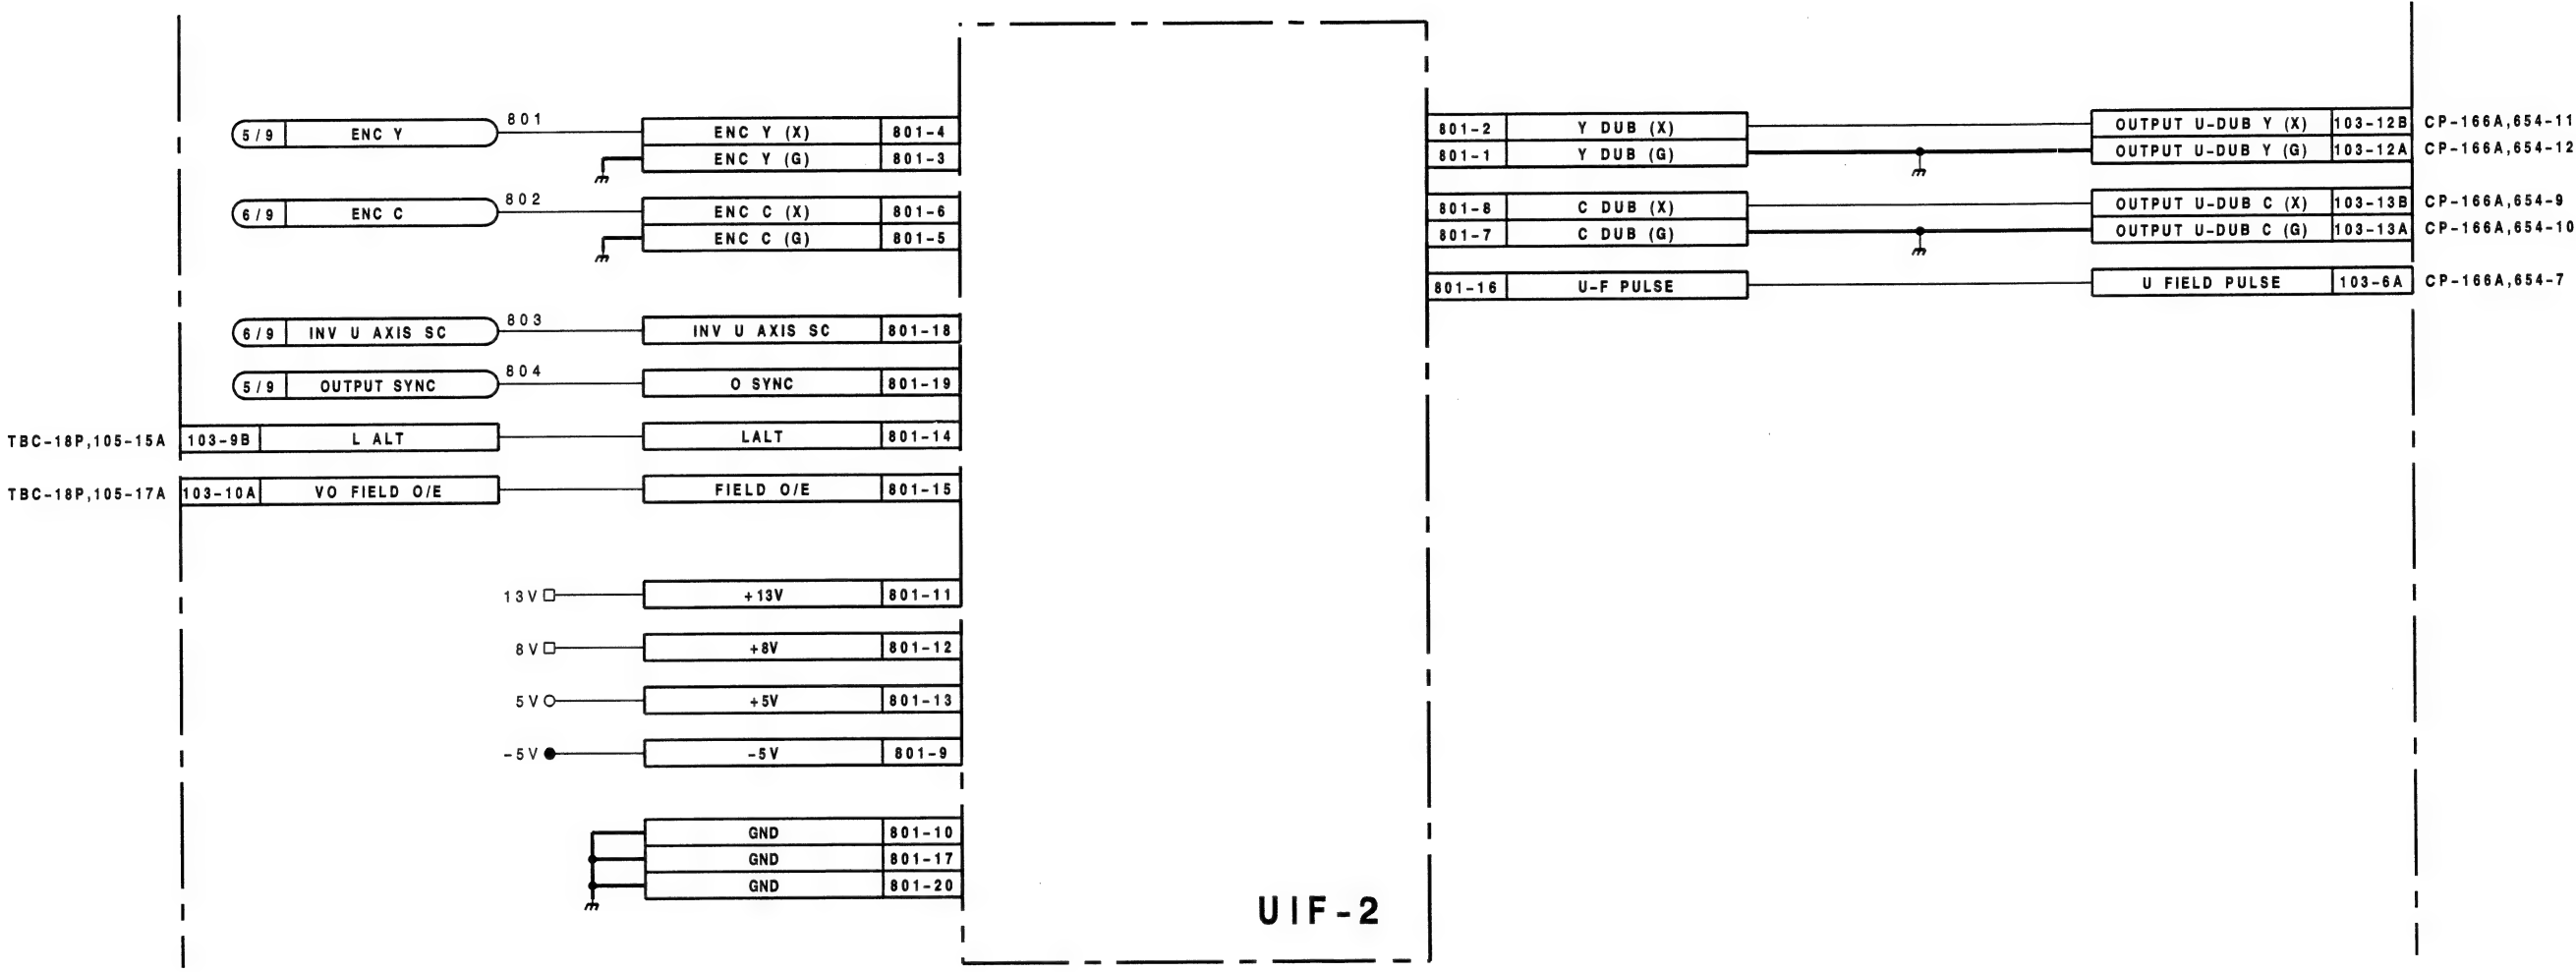 801
5/9 ENC Y ENC Y (X) 801-4
ENC Y (G) 801-3
802
6/9 ENC C ENC C (X) 801-6
ENC C (G) 801-5
803
6/9 INV U AXIS SC INV U AXIS SC 801-18
804
5/9 OUTPUT SYNC O SYNC 801-19
TBC-18P,105-15A 103-9B L ALT LALT 801-14
TBC-18P,105-17A 103-10A VO FIELD O/E FIELD O/E 801-15
13V +13V 801-11
8V +8V 801-12
5V +5V 801-13
-5V -5V 801-9
GND 801-10
GND 801-17
GND 801-20
UIF-2
801-2 Y DUB (X) OUTPUT U-DUB Y (X) 103-12B CP-166A,654-11
801-1 Y DUB (G) OUTPUT U-DUB Y (G) 103-12A CP-166A,654-12
801-8 C DUB (X) OUTPUT U-DUB C (X) 103-13B CP-166A,654-9
801-7 C DUB (G) OUTPUT U-DUB C (G) 103-13A CP-166A,654-10
801-16 U-F PULSE U FIELD PULSE 103-6A CP-166A,654-7